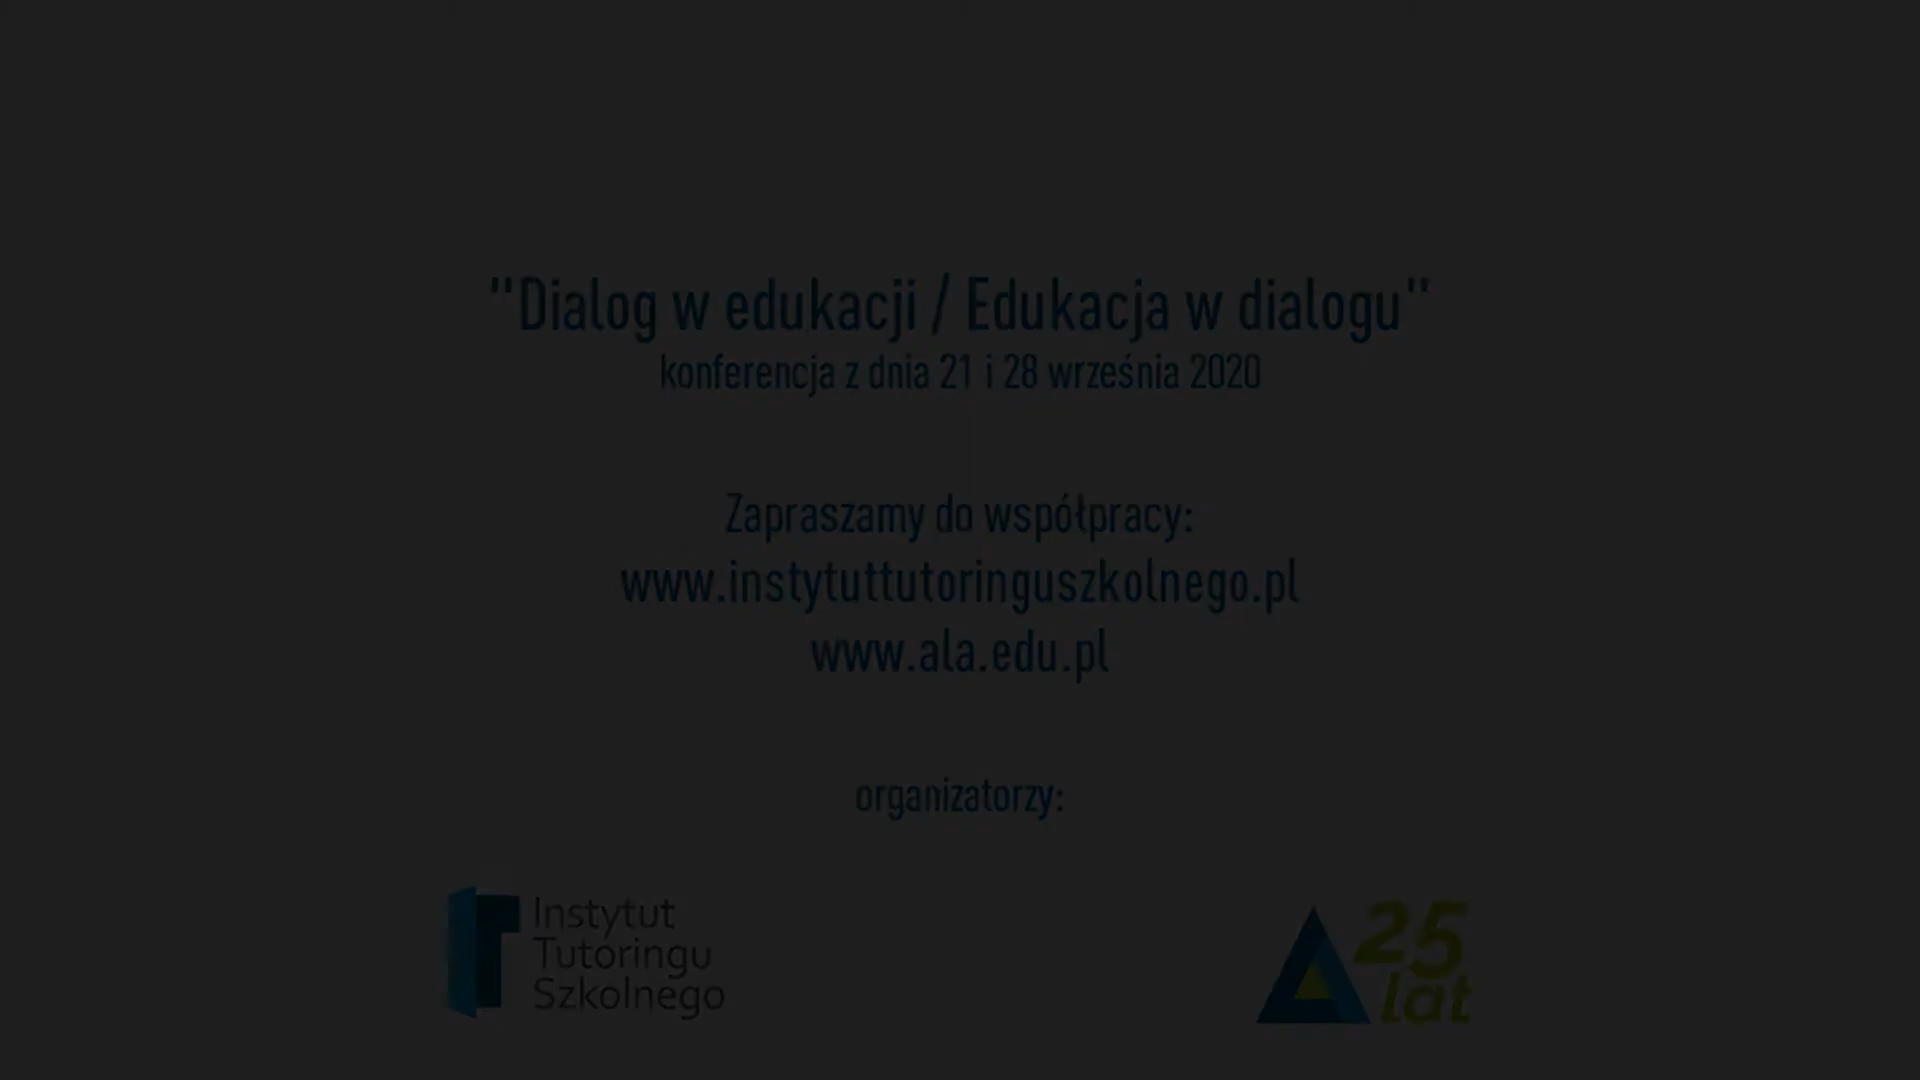 "Dialog w edukacji / Edukacja w dialogu"
konferencja z dnia 21 i 28 września 2020
Zapraszamy do współpracy:
www.instytuttutoringuszkolnego.pl
www.ala.edu.pl
organizatorzy:
Instytut
Tutoringu
Szkolnego
25
lat